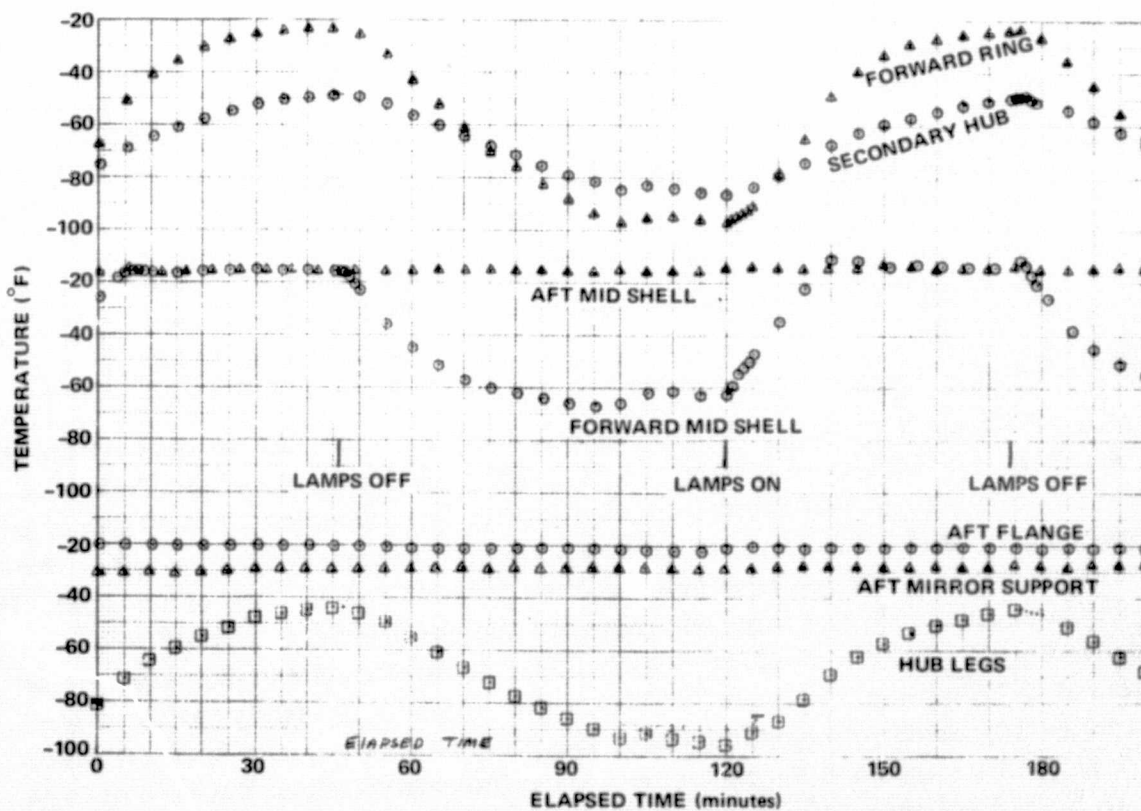 -20
-40
-60
-80
-100
-20
-40
-60
-80
-100
-20
-40
-60
-80
-100
TEMPERATURE (°F)
FORWARD RING
SECONDARY HUB
AFT MID SHELL
FORWARD MID SHELL
LAMPS OFF
LAMPS ON
LAMPS OFF
AFT FLANGE
AFT MIRROR SUPPORT
HUB LEGS
ELAPSED TIME
0
30
60
90
120
150
180
ELAPSED TIME (minutes)